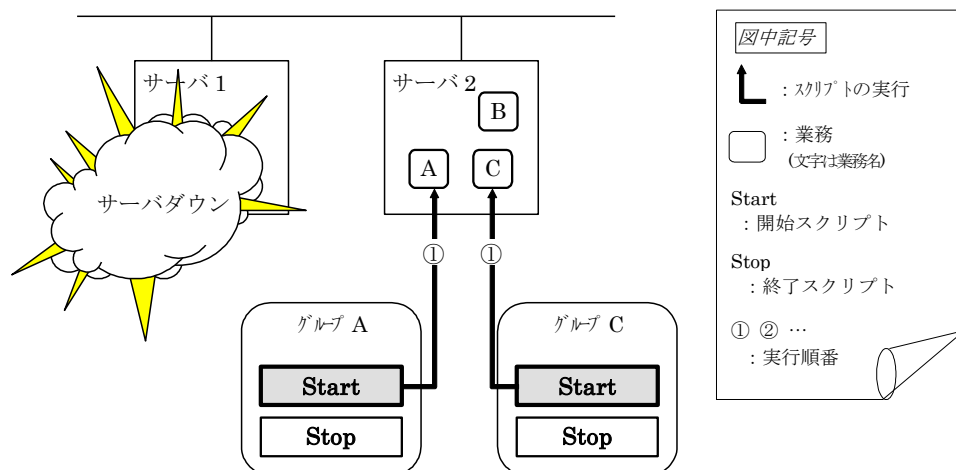 サーバ1
サーバ2
B
A
C
サーバダウン
①
①
グループ A
Start
Stop
グループ C
Start
Stop
図中記号
：スクリプトの実行
：業務
(文字は業務名)
Start
：開始スクリプト
Stop
：終了スクリプト
① ② …
：実行順番